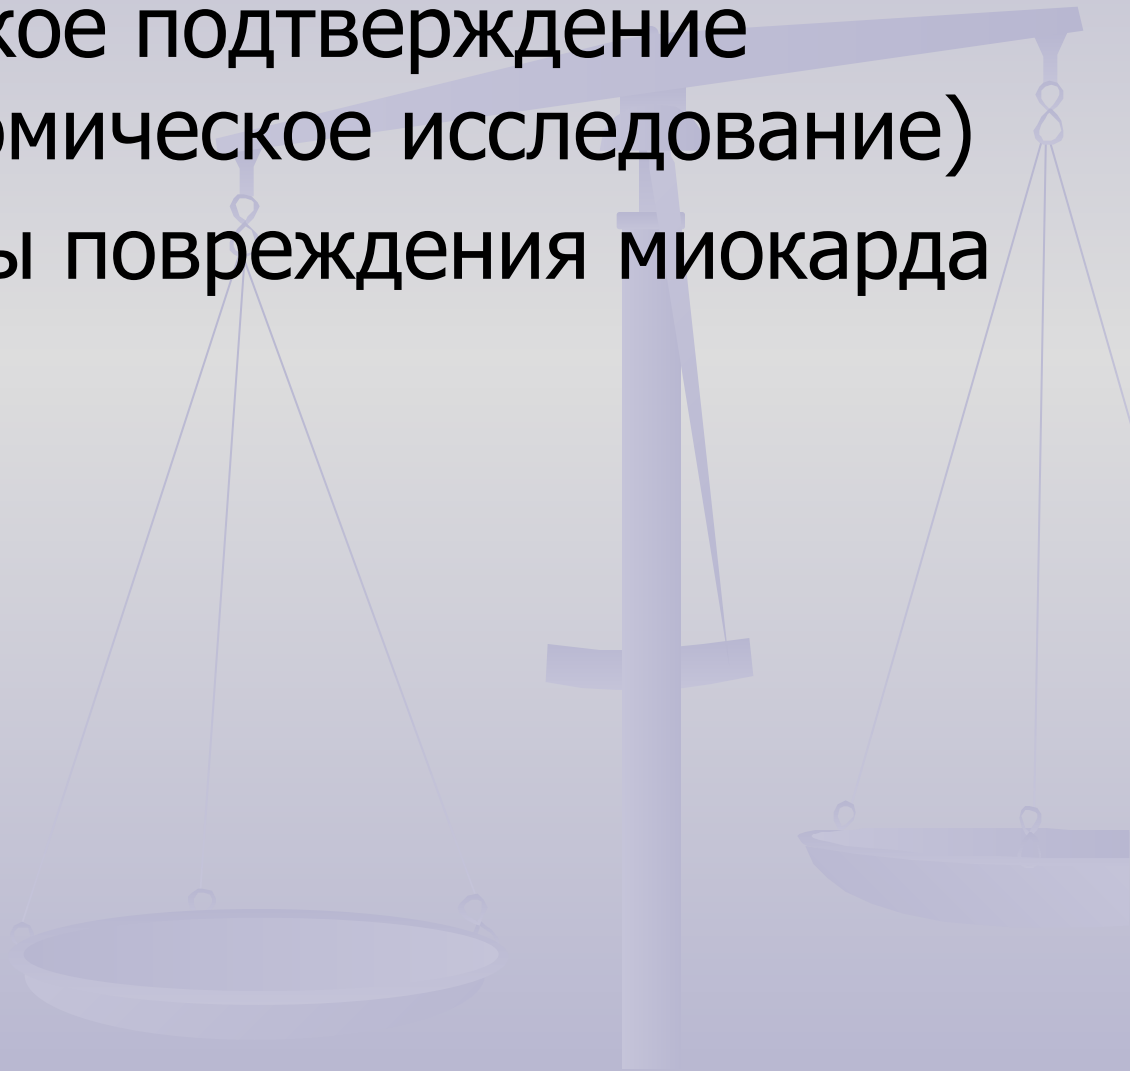 кое подтверждение
омическое исследование)
ы повреждения миокарда